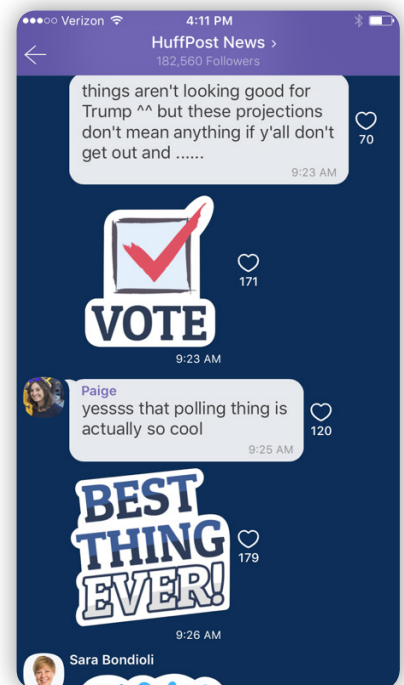 Verizon 4:11 PM
HuffPost News >
182,560 Followers
things aren't looking good for
Trump ^^ but these projections
don't mean anything if y'all don't
get out and ......
70
9:23 AM
171
VOTE
9:23 AM
Paige
yessss that polling thing is
actually so cool
120
9:25 AM
BEST
THING
EVER!
179
9:26 AM
Sara Bondioli